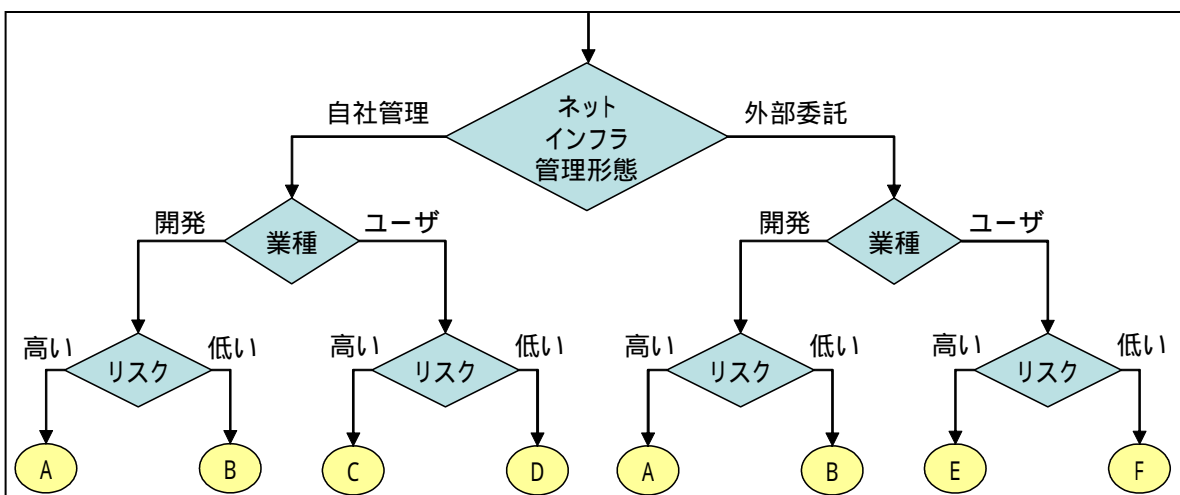 ネット
インフラ
管理形態
自社管理
外部委託
開発
業種
ユーザ
開発
業種
ユーザ
高い
リスク
低い
高い
リスク
低い
高い
リスク
低い
高い
リスク
低い
A
B
C
D
A
B
E
F